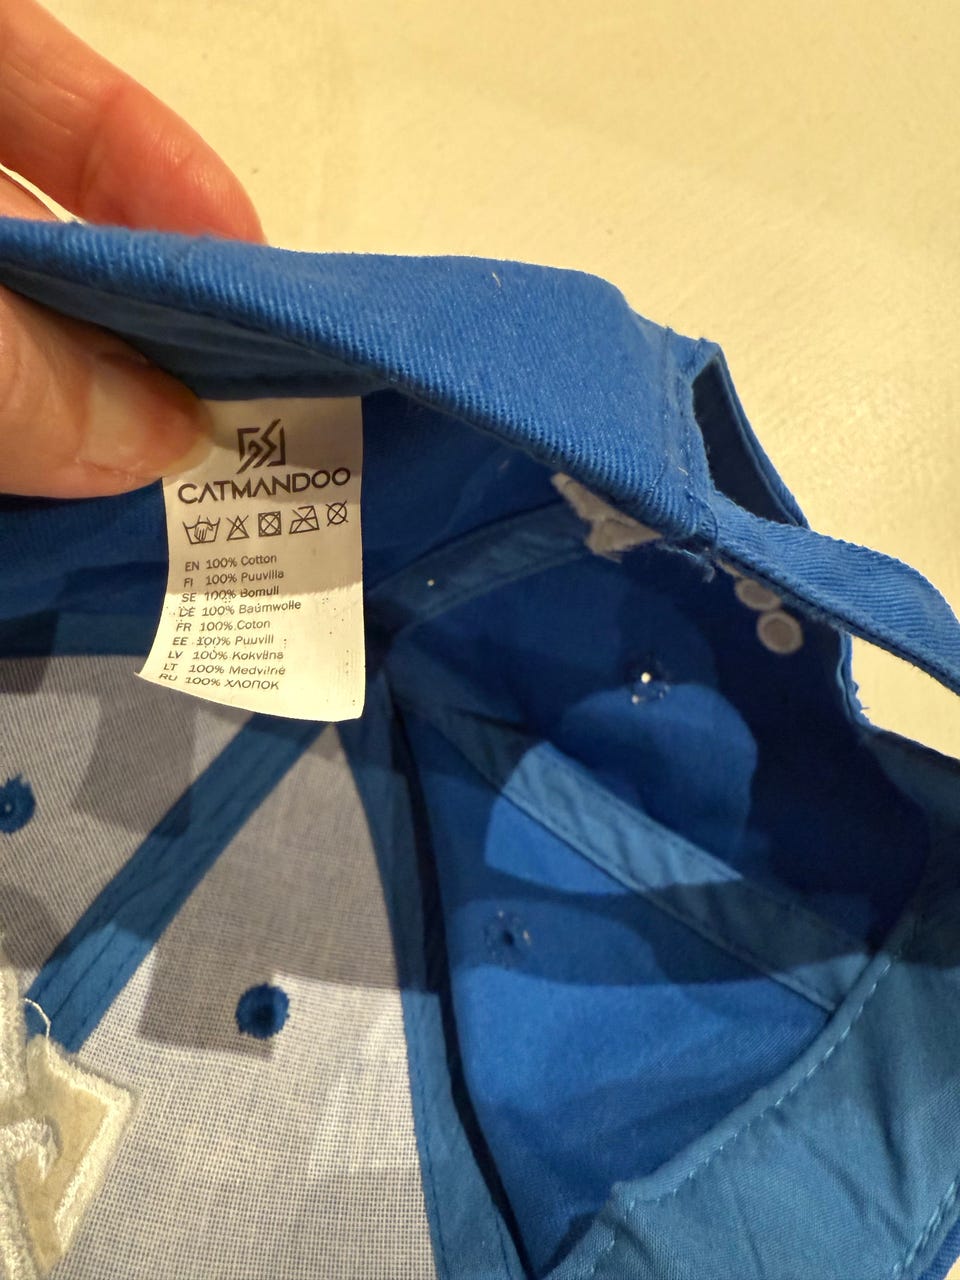 CATMANDOO
EN 100% Cotton
FI 100% Puuvilla
SE 100% Bomull
DE 100% Baumwolle
FR 100% Coton
EE 100% Puuvill
LV 100% Kokvilna
LT 100% Medvilnė
RU 100% ХЛОПОК